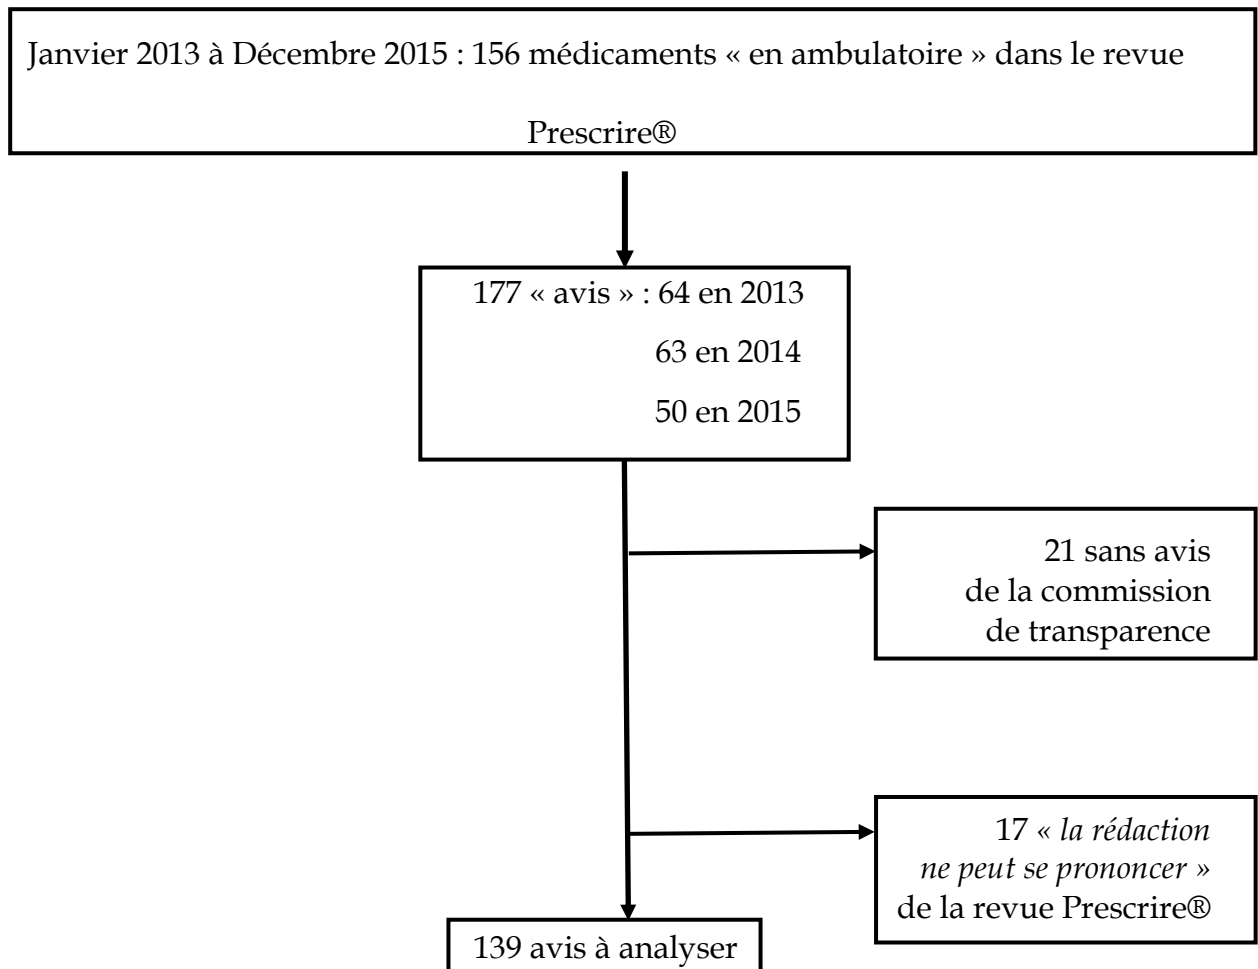 Janvier 2013 à Décembre 2015 : 156 médicaments « en ambulatoire » dans le revue
Prescrire®
177 « avis » : 64 en 2013
63 en 2014
50 en 2015
21 sans avis
de la commission
de transparence
17 « la rédaction
ne peut se prononcer »
de la revue Prescrire®
139 avis à analyser